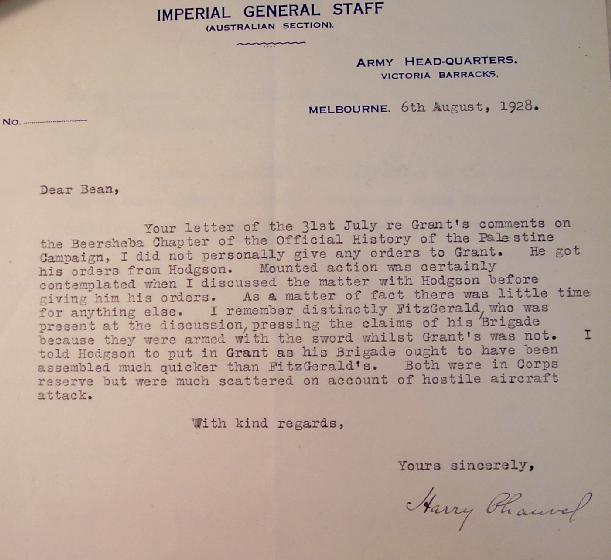 IMPERIAL GENERAL STAFF
(AUSTRALIAN SECTION).
ARMY HEAD-QUARTERS,
VICTORIA BARRACKS,
MELBOURNE. 6th August, 1928.
No.
Dear Bean,
Your letter of the 31st July re Grant's comments on
the Beersheba Chapter of the Official History of the Palestine
Campaign, I did not personally give any orders to Grant. He got
his orders from Hodgson. Mounted action was certainly
contemplated when I discussed the matter with Hodgson before
giving him his orders. As a matter of fact there was little time
for anything else. I remember distinctly FitzGerald, who was
present at the discussion, pressing the claims of his Brigade
because they were armed with the sword whilst Grant's was not. I
told Hodgson to put in Grant as his Brigade ought to have been
assembled much quicker than FitzGerald's. Both were in Corps
reserve but were much scattered on account of hostile aircraft
attack.
With kind regards,
Yours sincerely,
Harry Chauvel